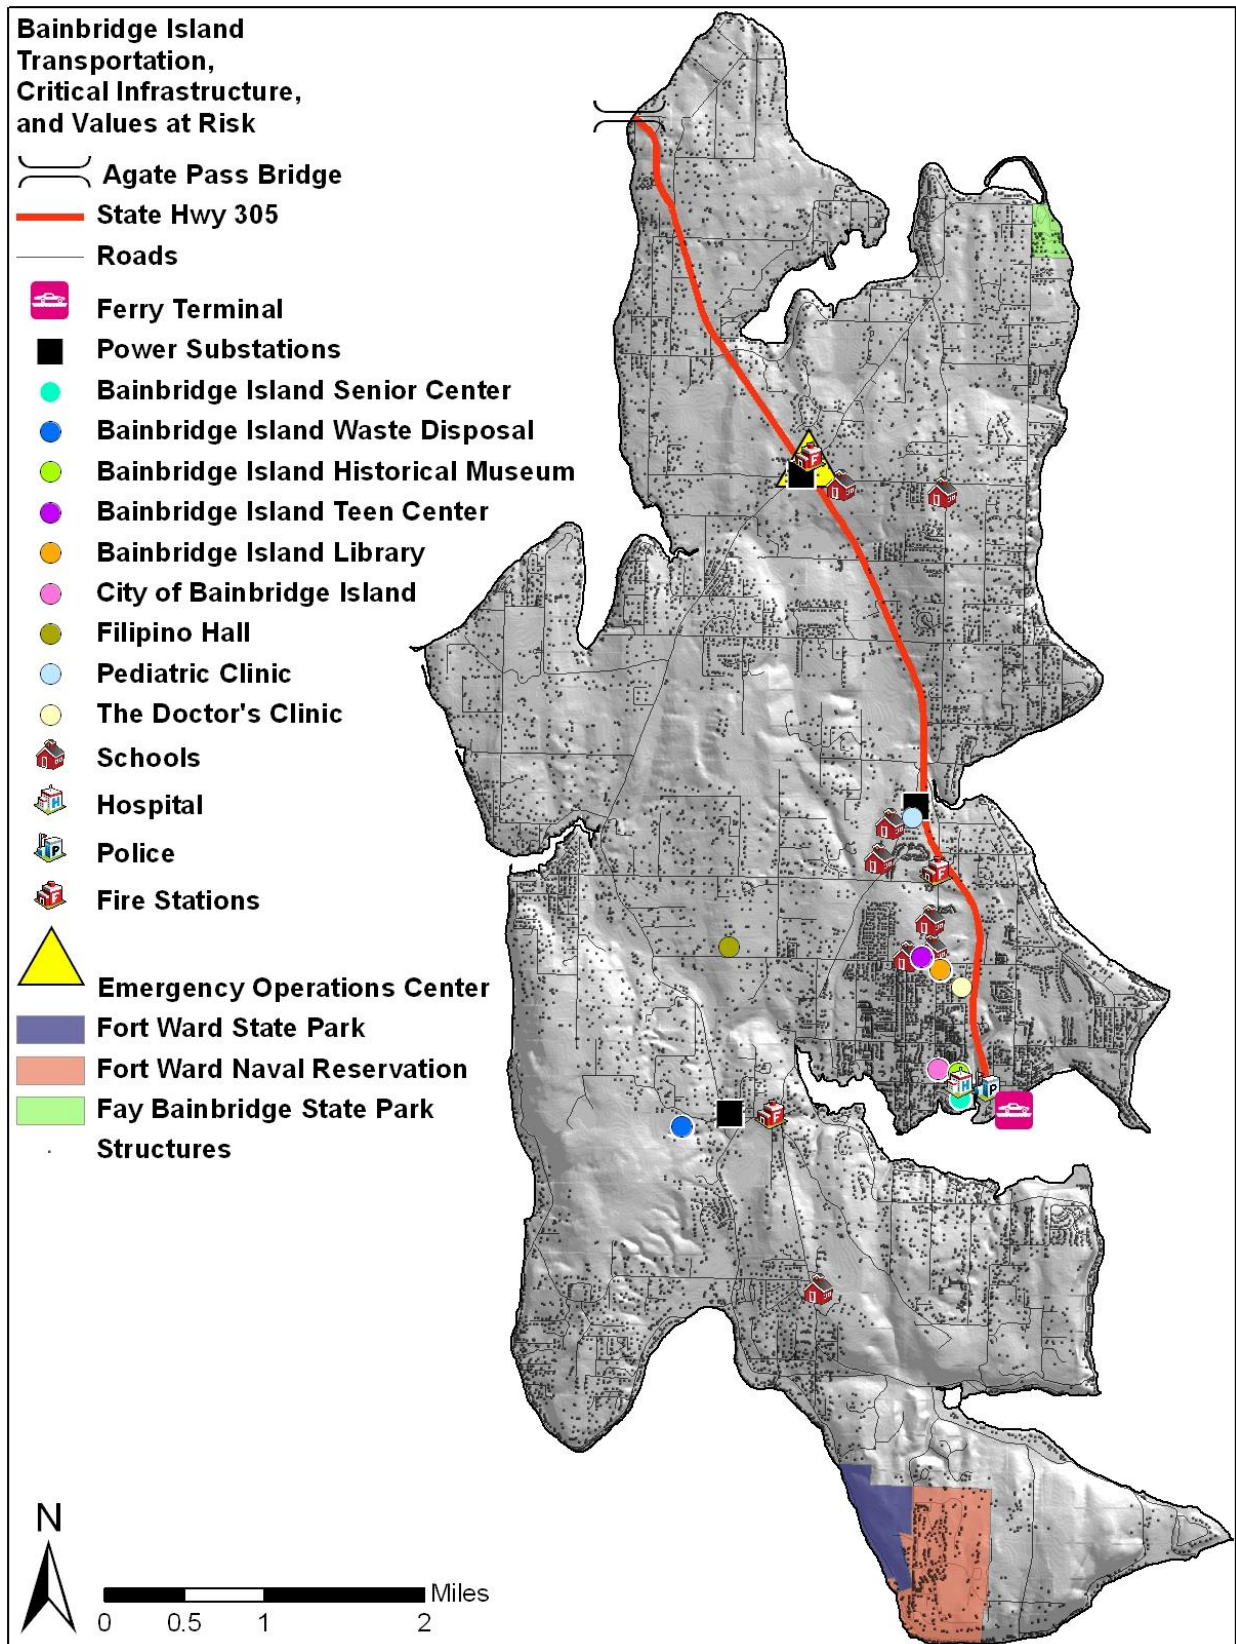 Bainbridge Island
Transportation,
Critical Infrastructure,
and Values at Risk
Agate Pass Bridge
State Hwy 305
Roads
Ferry Terminal
Power Substations
Bainbridge Island Senior Center
Bainbridge Island Waste Disposal
Bainbridge Island Historical Museum
Bainbridge Island Teen Center
Bainbridge Island Library
City of Bainbridge Island
Filipino Hall
Pediatric Clinic
The Doctor's Clinic
Schools
Hospital
Police
Fire Stations
Emergency Operations Center
Fort Ward State Park
Fort Ward Naval Reservation
Fay Bainbridge State Park
Structures
N
Miles
0 0.5 1 2